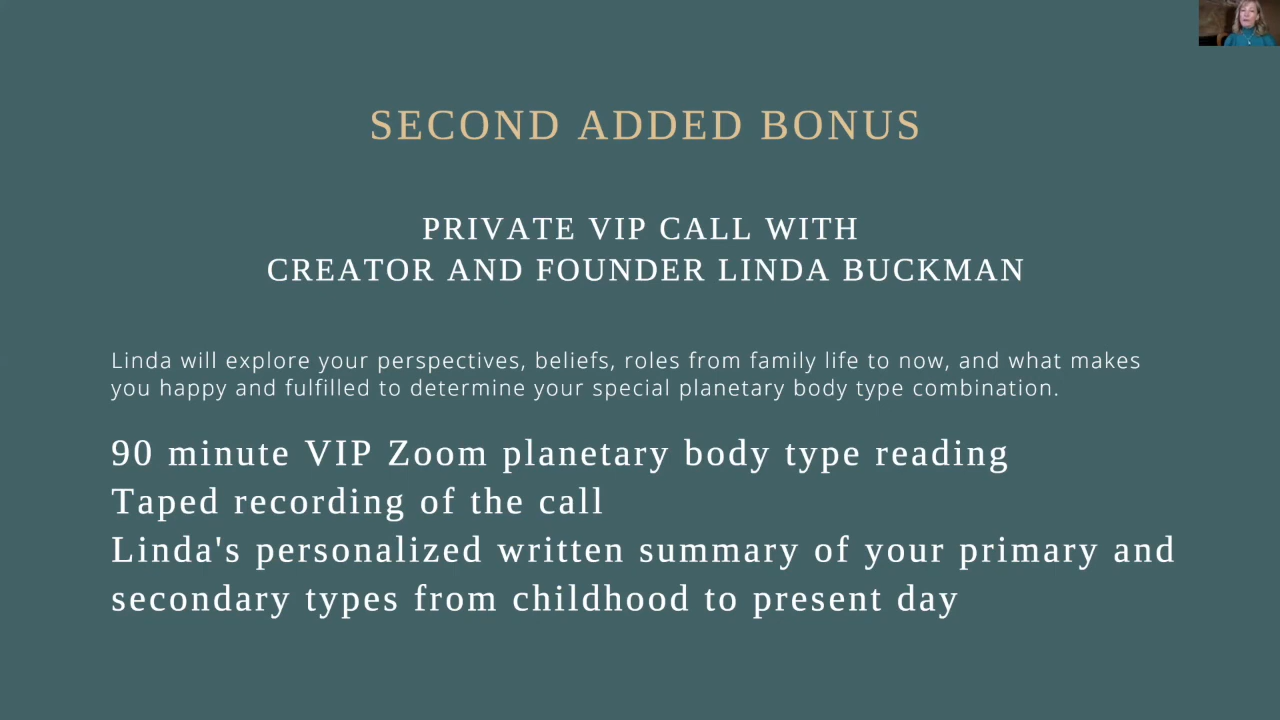 SECOND ADDED BONUS
PRIVATE VIP CALL WITH
CREATOR AND FOUNDER LINDA BUCKMAN
Linda will explore your perspectives, beliefs, roles from family life to now, and what makes
you happy and fulfilled to determine your special planetary body type combination.
90 minute VIP Zoom planetary body type reading
Taped recording of the call
Linda's personalized written summary of your primary and
secondary types from childhood to present day